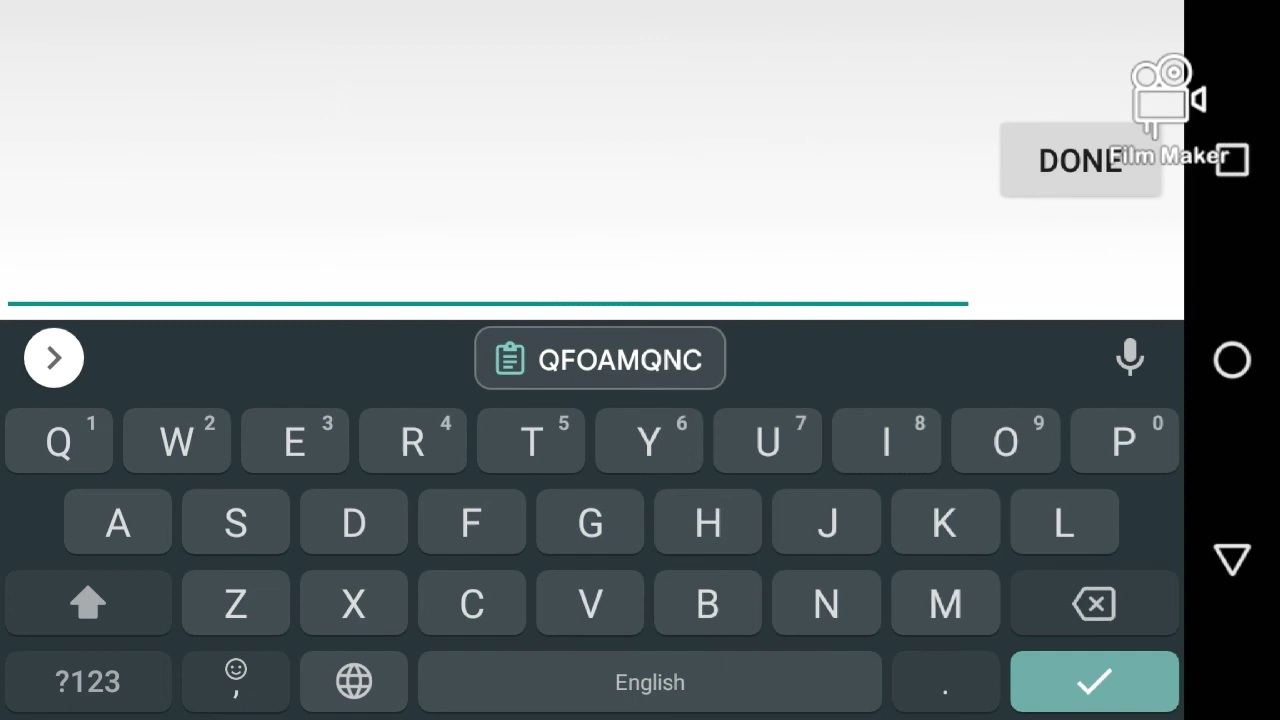 DONE
Film Maker
QFOAMQNC
Q 1 W 2 E 3 R 4 T 5 Y 6 U 7 I 8 O 9 P 0
A S D F G H J K L
Z X C V B N M
?123 , English .